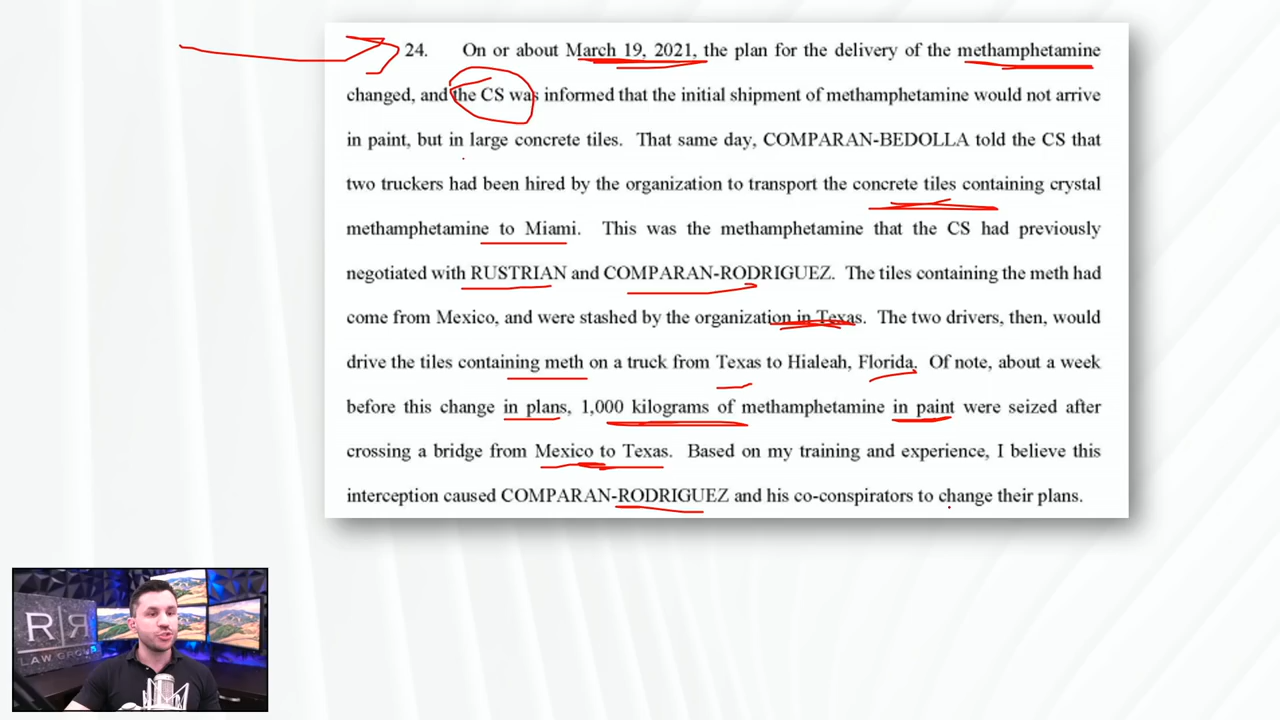 24. On or about March 19, 2021, the plan for the delivery of the methamphetamine
changed, and the CS was informed that the initial shipment of methamphetamine would not arrive
in paint, but in large concrete tiles. That same day, COMPARAN-BEDOLLA told the CS that
two truckers had been hired by the organization to transport the concrete tiles containing crystal
methamphetamine to Miami. This was the methamphetamine that the CS had previously
negotiated with RUSTRIAN and COMPARAN-RODRIGUEZ. The tiles containing the meth had
come from Mexico, and were stashed by the organization in Texas. The two drivers, then, would
drive the tiles containing meth on a truck from Texas to Hialeah, Florida. Of note, about a week
before this change in plans, 1,000 kilograms of methamphetamine in paint were seized after
crossing a bridge from Mexico to Texas. Based on my training and experience, I believe this
interception caused COMPARAN-RODRIGUEZ and his co-conspirators to change their plans.
R|R
LAW GROUP